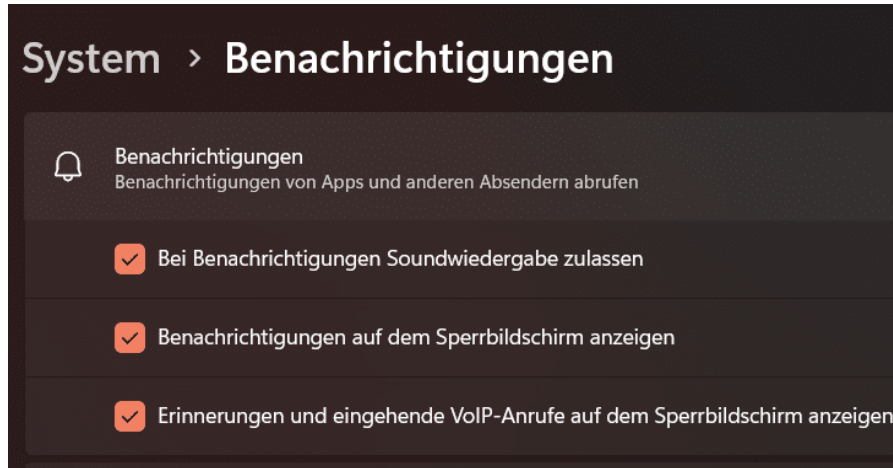 System > Benachrichtigungen
Benachrichtigungen
Benachrichtigungen von Apps und anderen Absendern abrufen
Bei Benachrichtigungen Soundwiedergabe zulassen
Benachrichtigungen auf dem Sperrbildschirm anzeigen
Erinnerungen und eingehende VoIP-Anrufe auf dem Sperrbildschirm anzeigen